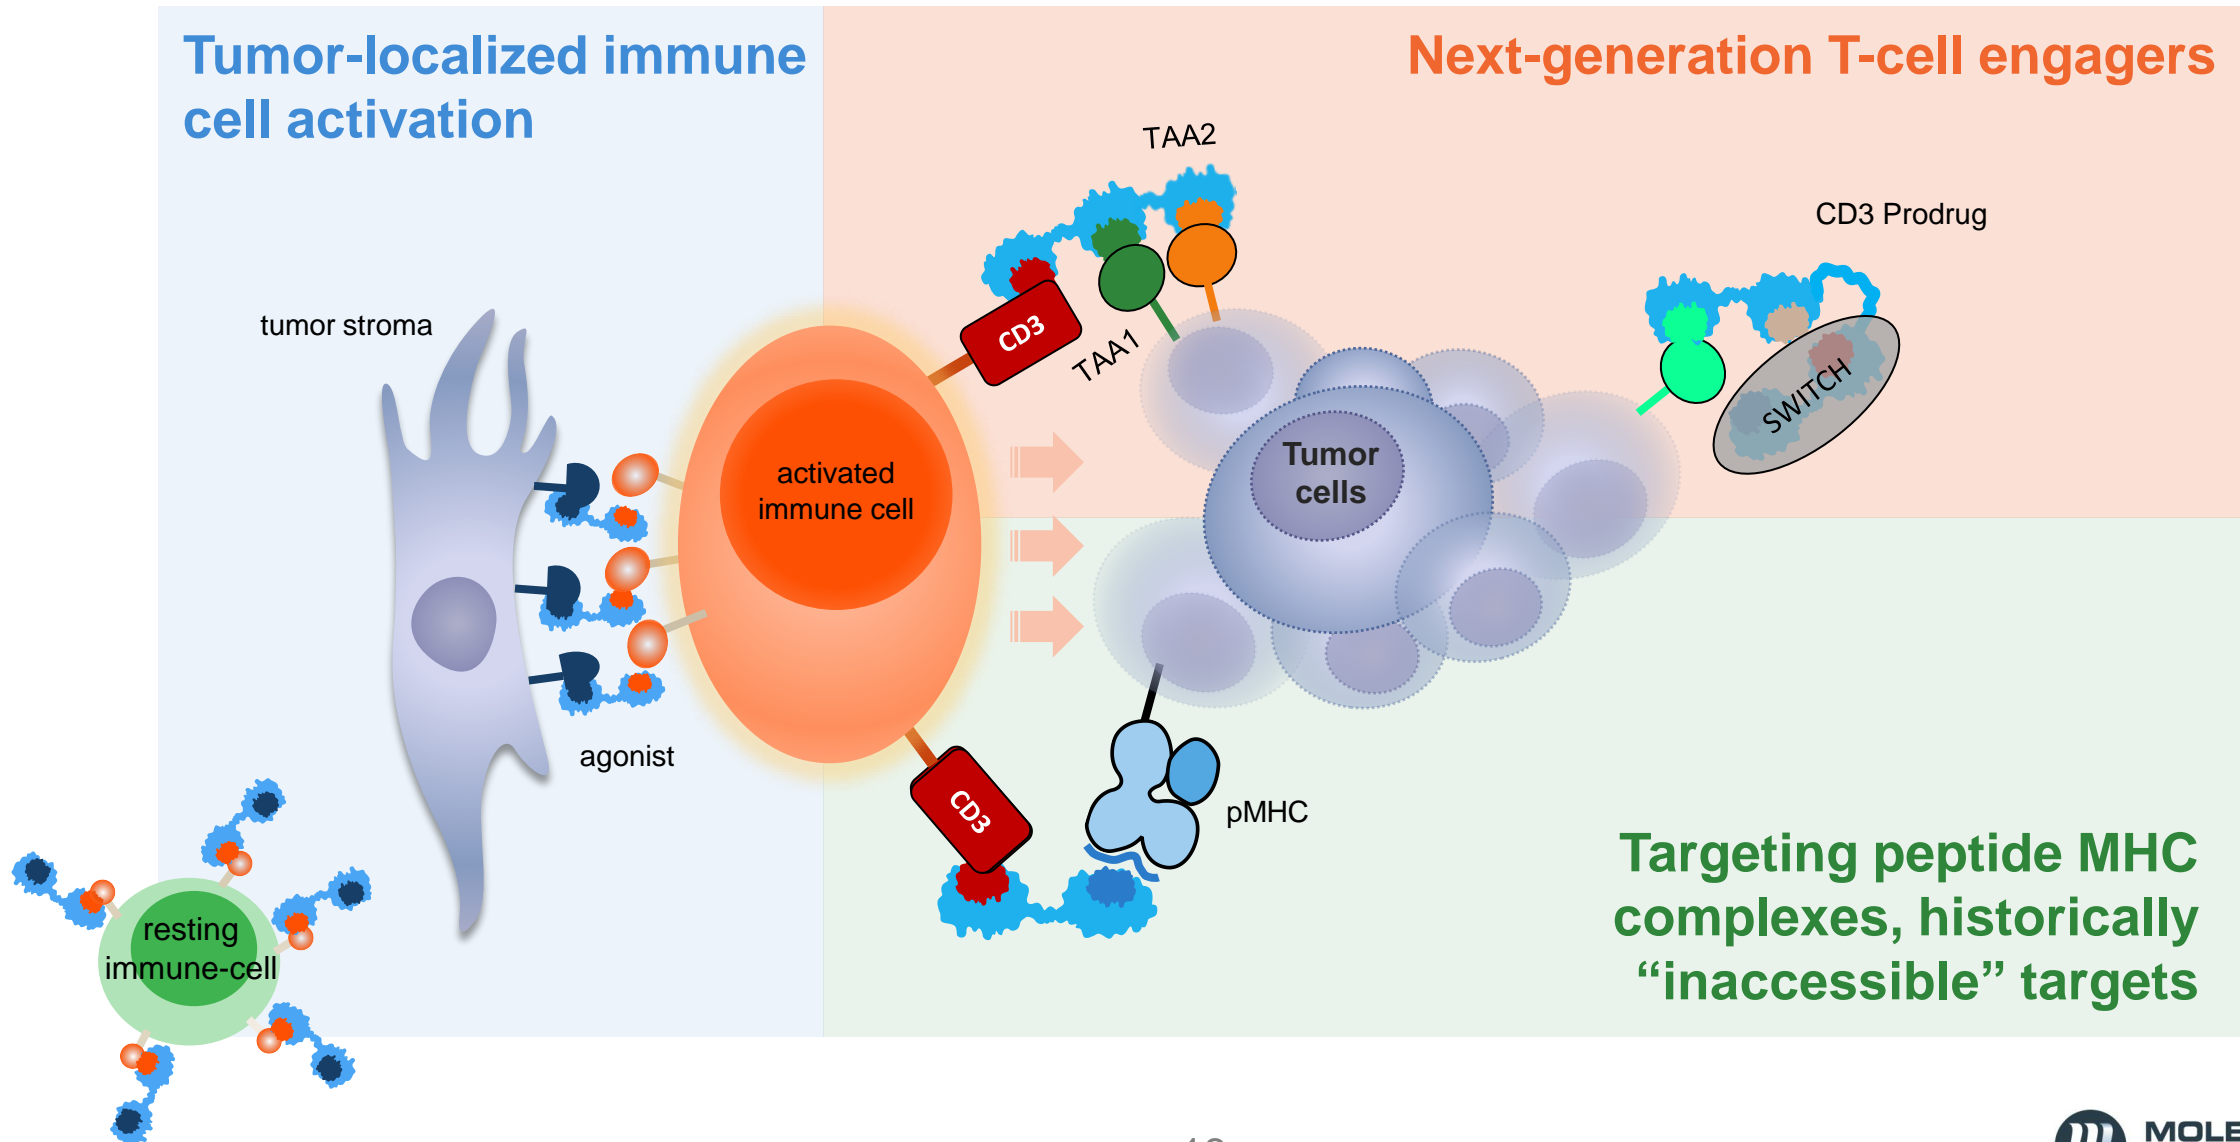 Tumor-localized immune
cell activation
Next-generation T-cell engagers
TAA2
CD3 Prodrug
tumor stroma
CD3
TAA1
SWITCH
activated
immune cell
Tumor
cells
agonist
CD3
pMHC
Targeting peptide MHC
complexes, historically
“inaccessible” targets
resting
immune-cell